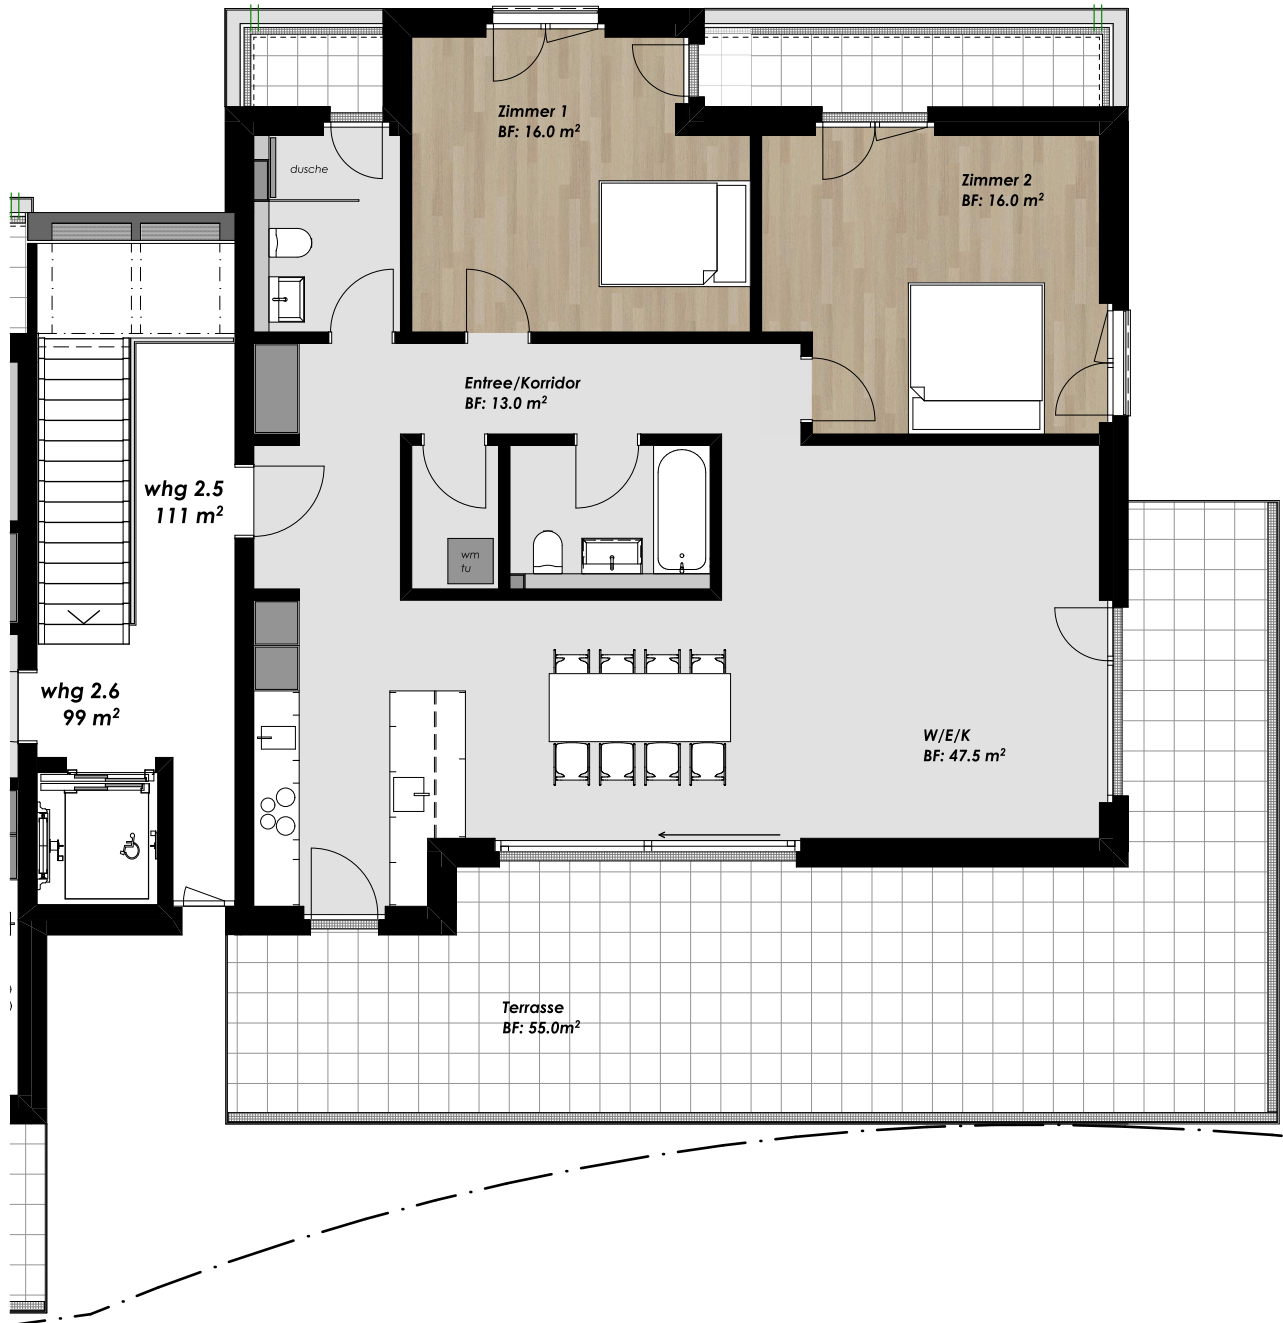 Zimmer 1
BF: 16.0 m²
dusche
Zimmer 2
BF: 16.0 m²
Entree/Korridor
BF: 13.0 m²
whg 2.5
111 m²
wm
tu
whg 2.6
99 m²
W/E/K
BF: 47.5 m²
Terrasse
BF: 55.0m²